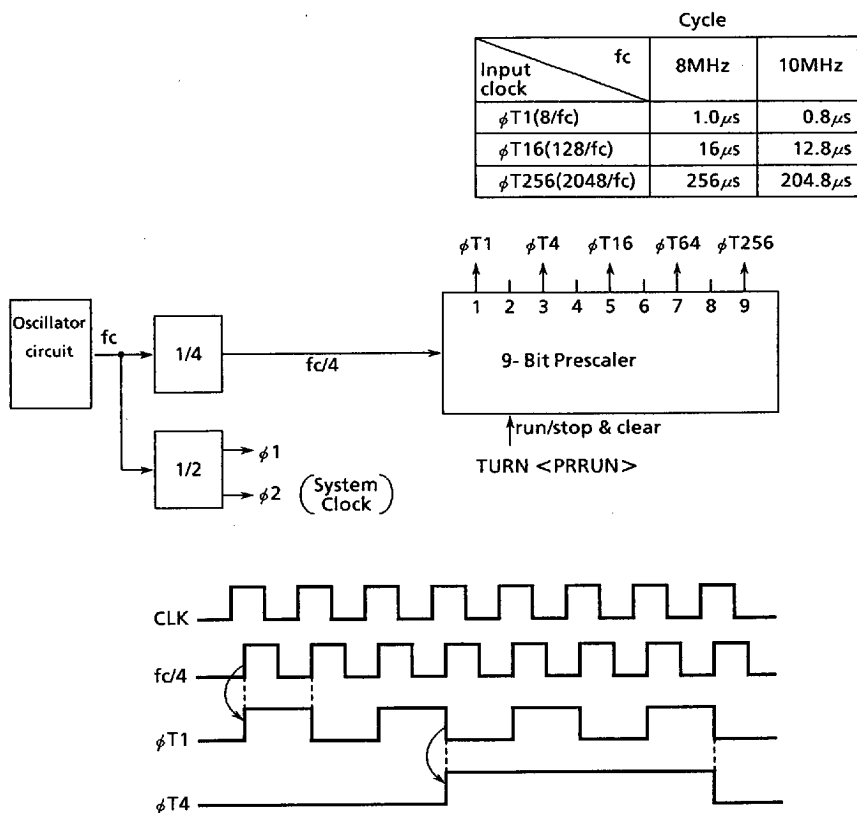 Cycle
fc
Input
clock
8MHz 10MHz
φT1(8/fc) 1.0μs 0.8μs
φT16(128/fc) 16μs 12.8μs
φT256(2048/fc) 256μs 204.8μs
φT1 φT4 φT16 φT64 φT256
1 2 3 4 5 6 7 8 9
Oscillator
circuit
fc
1/4
fc/4
9- Bit Prescaler
run/stop & clear
TURN <PRRUN>
1/2
φ1
φ2 (System
Clock)
CLK
fc/4
φT1
φT4